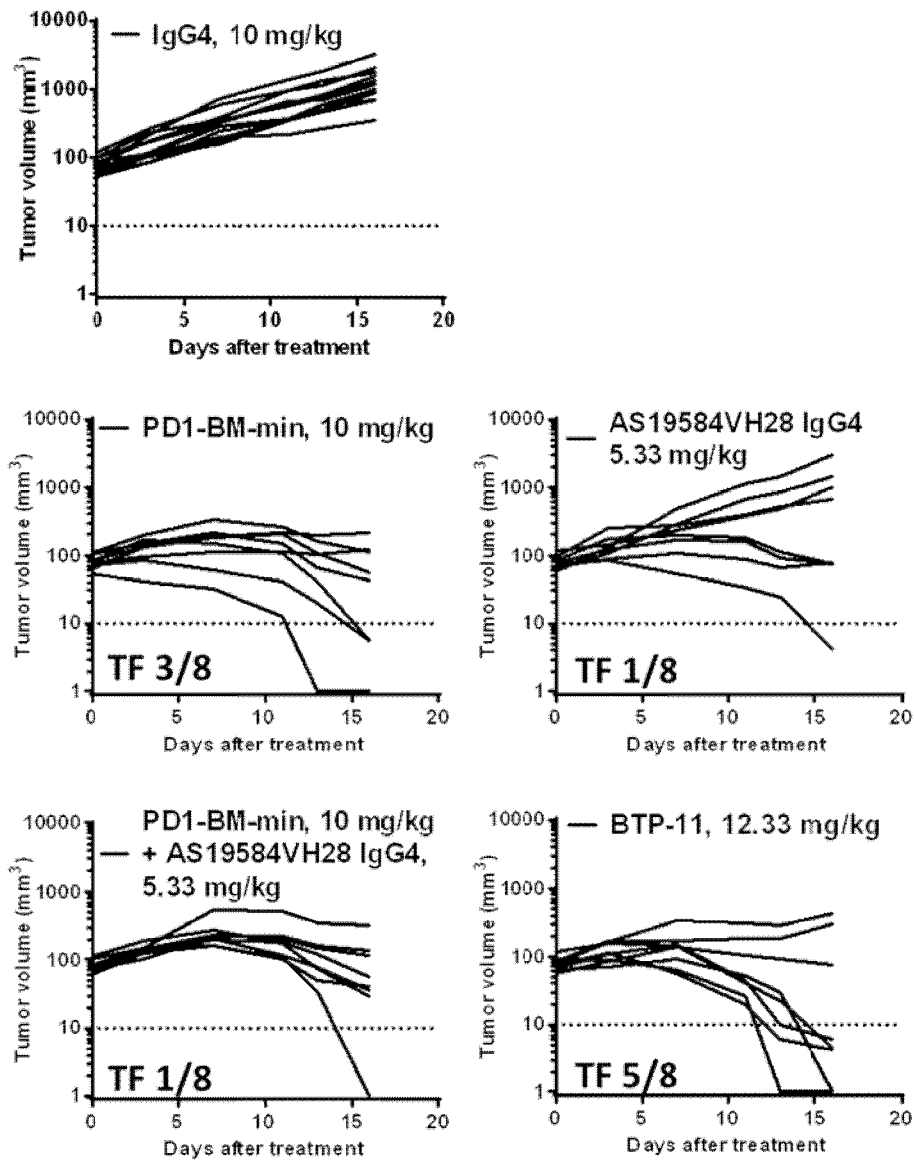 10000
1000
100
10
1
Tumor volume (mm³)
IgG4, 10 mg/kg
0 5 10 15 20
Days after treatment
10000
1000
100
10
1
Tumor volume (mm³)
PD1-BM-min, 10 mg/kg
TF 3/8
0 5 10 15 20
Days after treatment
10000
1000
100
10
1
Tumor volume (mm³)
AS19584VH28 IgG4
5.33 mg/kg
TF 1/8
0 5 10 15 20
Days after treatment
10000
1000
100
10
1
Tumor volume (mm³)
PD1-BM-min, 10 mg/kg
+ AS19584VH28 IgG4,
5.33 mg/kg
TF 1/8
0 5 10 15 20
Days after treatment
10000
1000
100
10
1
Tumor volume (mm³)
BTP-11, 12.33 mg/kg
TF 5/8
0 5 10 15 20
Days after treatment